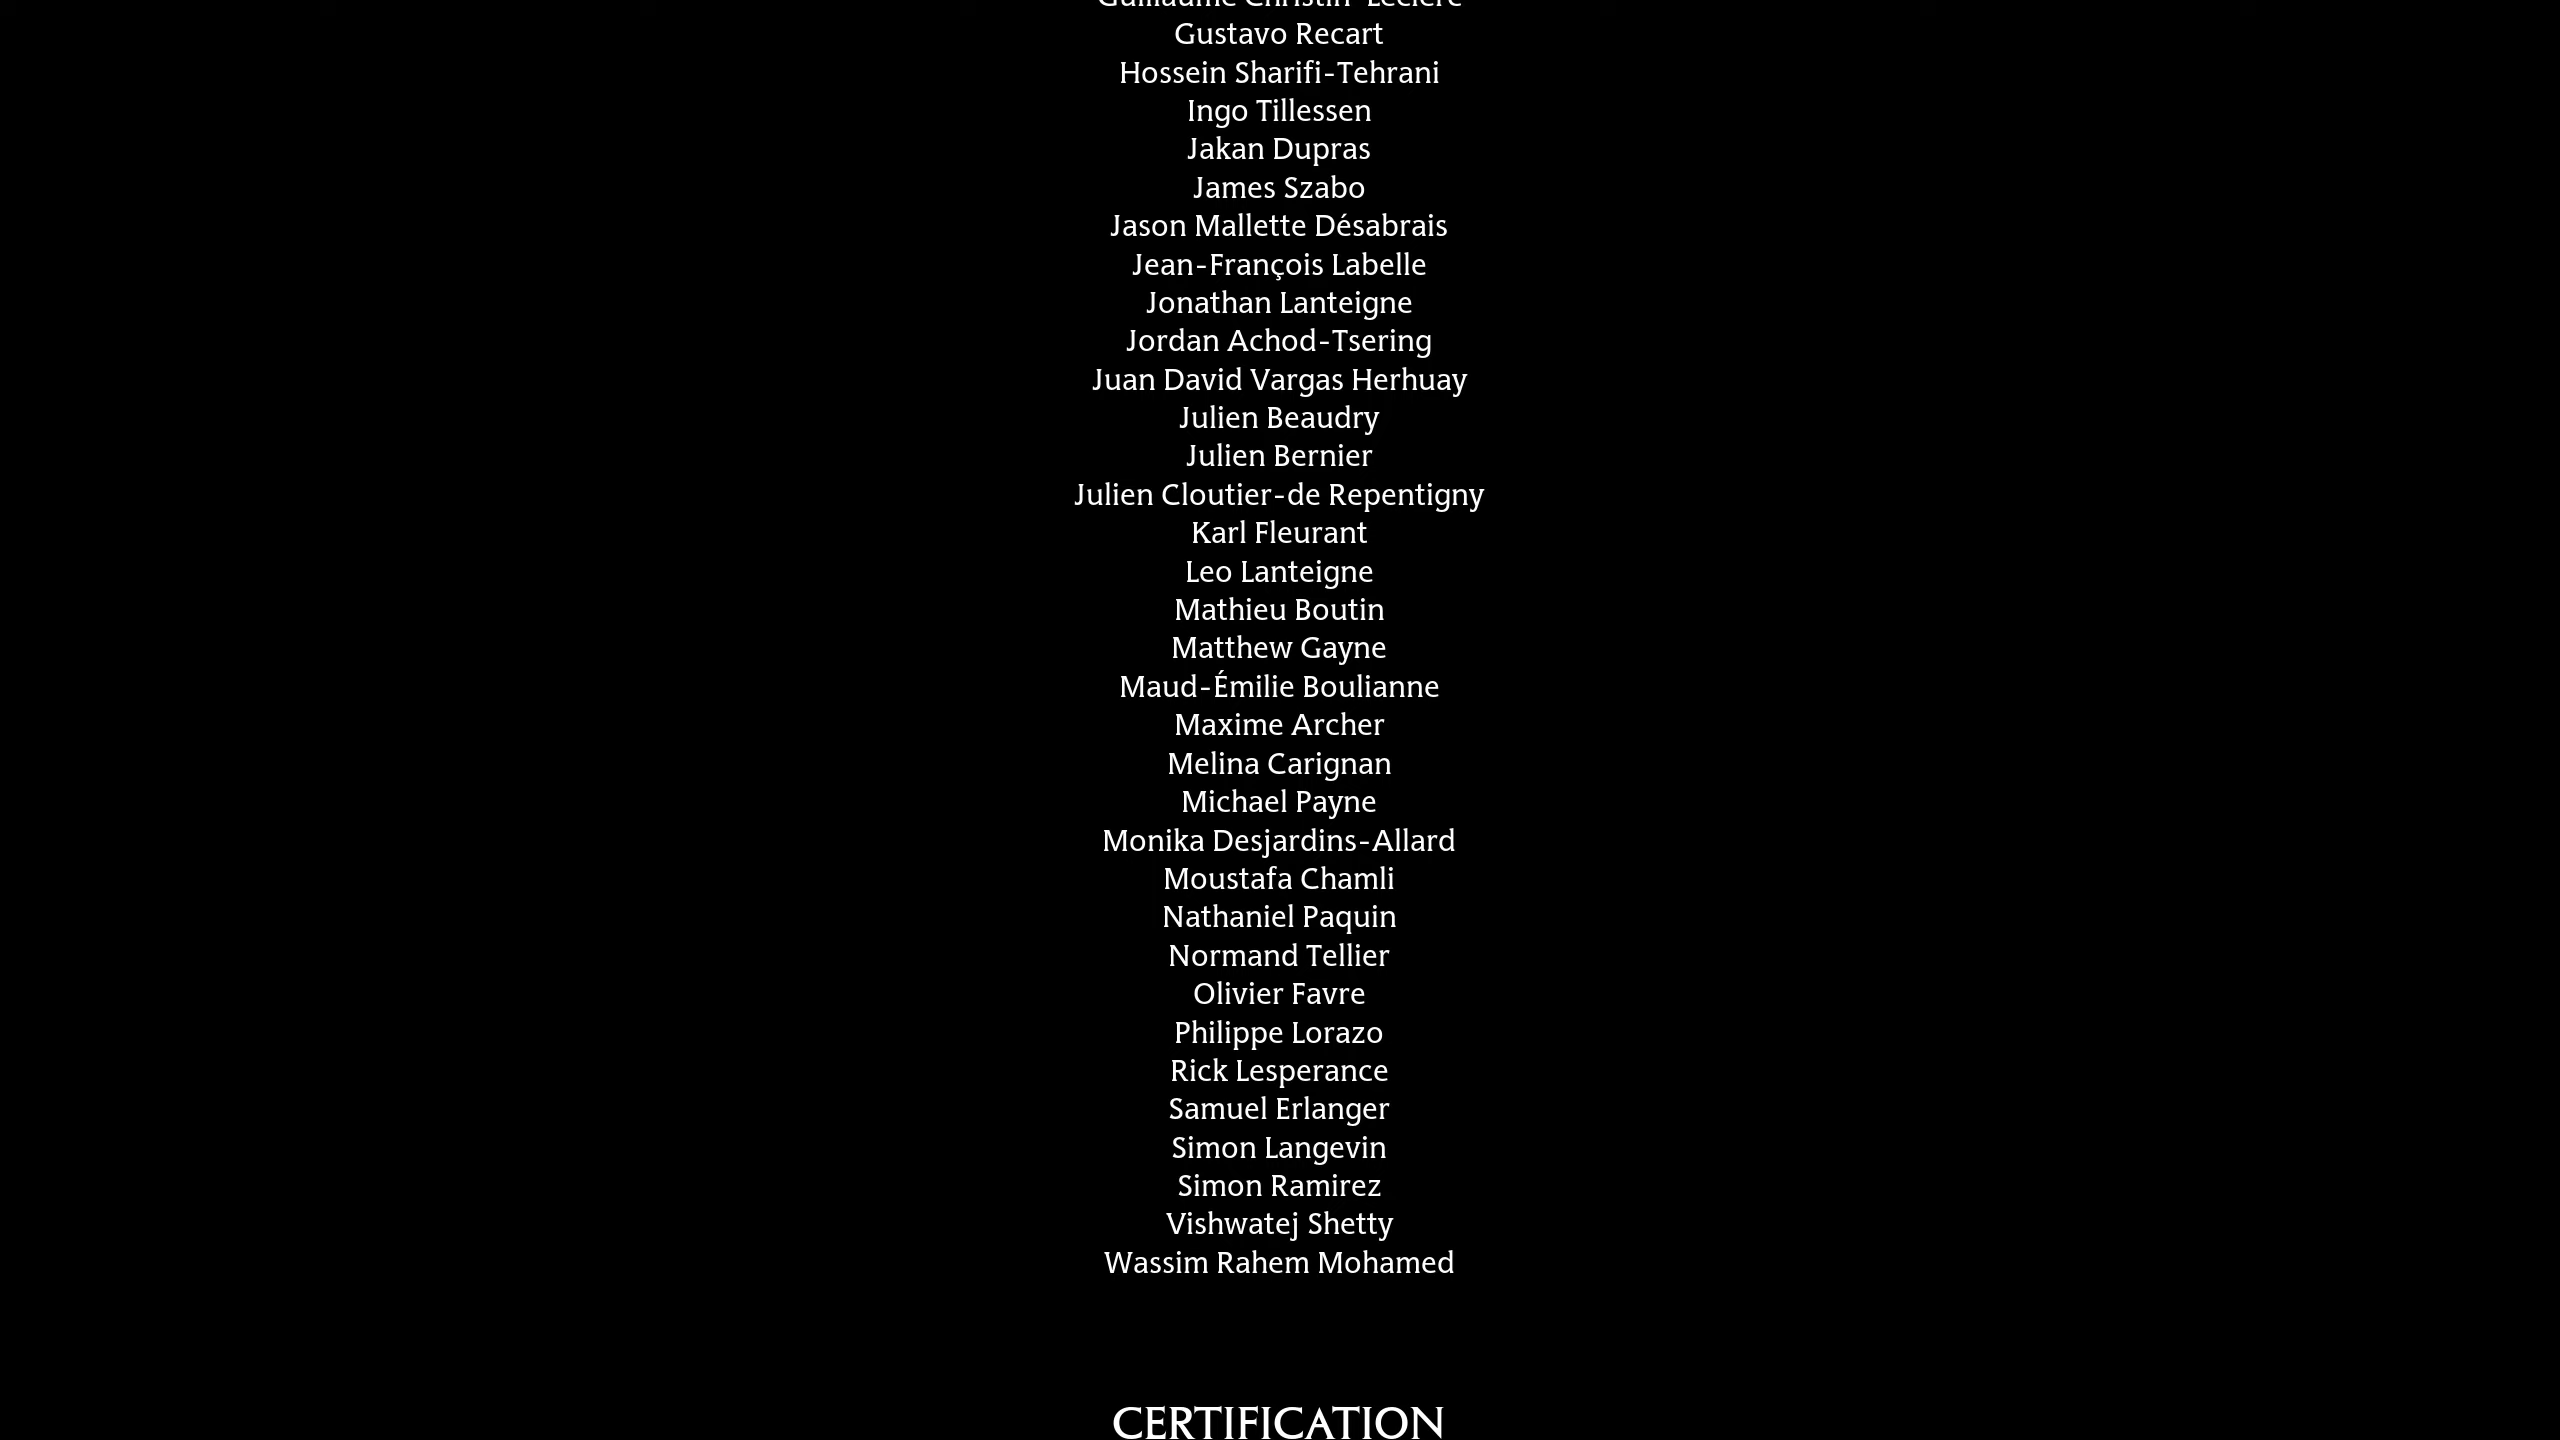 Guillaume Christin-Leclerc
Gustavo Recart
Hossein Sharifi-Tehrani
Ingo Tillessen
Jakan Dupras
James Szabo
Jason Mallette Désabrais
Jean-François Labelle
Jonathan Lanteigne
Jordan Achod-Tsering
Juan David Vargas Herhuay
Julien Beaudry
Julien Bernier
Julien Cloutier-de Repentigny
Karl Fleurant
Leo Lanteigne
Mathieu Boutin
Matthew Gayne
Maud-Émilie Boulianne
Maxime Archer
Melina Carignan
Michael Payne
Monika Desjardins-Allard
Moustafa Chamli
Nathaniel Paquin
Normand Tellier
Olivier Favre
Philippe Lorazo
Rick Lesperance
Samuel Erlanger
Simon Langevin
Simon Ramirez
Vishwatej Shetty
Wassim Rahem Mohamed
CERTIFICATION